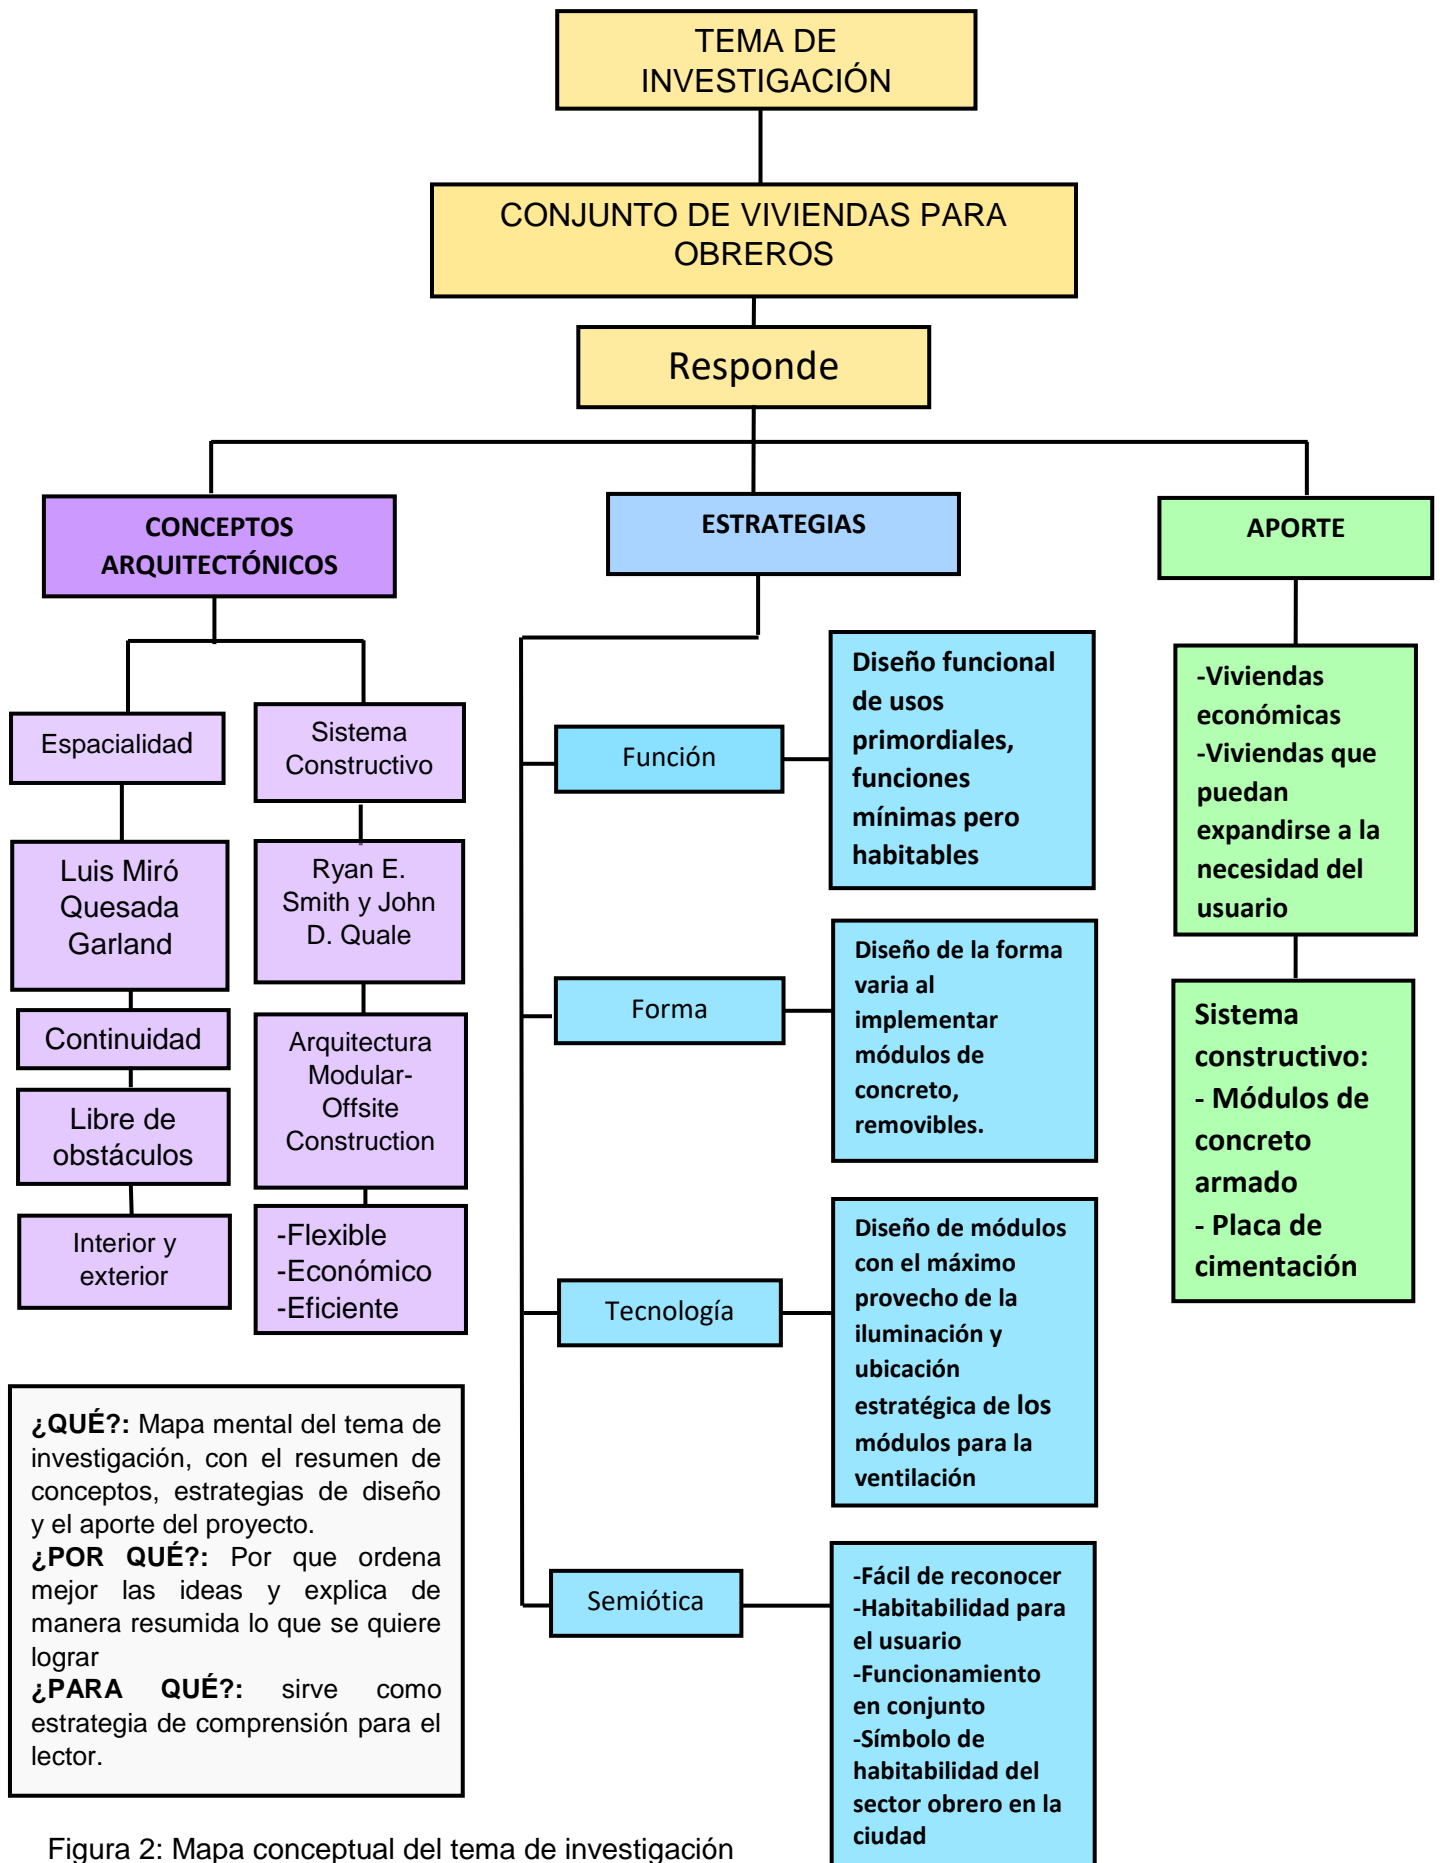 TEMA DE
INVESTIGACIÓN
CONJUNTO DE VIVIENDAS PARA
OBREROS
Responde
CONCEPTOS
ARQUITECTÓNICOS
Espacialidad
Luis Miró
Quesada
Garland
Continuidad
Libre de
obstáculos
Interior y
exterior
Sistema
Constructivo
Ryan E.
Smith y John
D. Quale
Arquitectura
Modular-
Offsite
Construction
-Flexible
-Económico
-Eficiente
ESTRATEGIAS
Función
Diseño funcional
de usos
primordiales,
funciones
mínimas pero
habitables
Forma
Diseño de la forma
varia al
implementar
módulos de
concreto,
removibles.
Tecnología
Diseño de módulos
con el máximo
provecho de la
iluminación y
ubicación
estratégica de los
módulos para la
ventilación
Semiótica
-Fácil de reconocer
-Habitabilidad para
el usuario
-Funcionamiento
en conjunto
-Símbolo de
habitabilidad del
sector obrero en la
ciudad
APORTE
-Viviendas
económicas
-Viviendas que
puedan
expandirse a la
necesidad del
usuario
Sistema
constructivo:
- Módulos de
concreto
armado
- Placa de
cimentación
¿QUÉ?: Mapa mental del tema de
investigación, con el resumen de
conceptos, estrategias de diseño
y el aporte del proyecto.
¿POR QUÉ?: Por que ordena
mejor las ideas y explica de
manera resumida lo que se quiere
lograr
¿PARA QUÉ?: sirve como
estrategia de comprensión para el
lector.
Figura 2: Mapa conceptual del tema de investigación